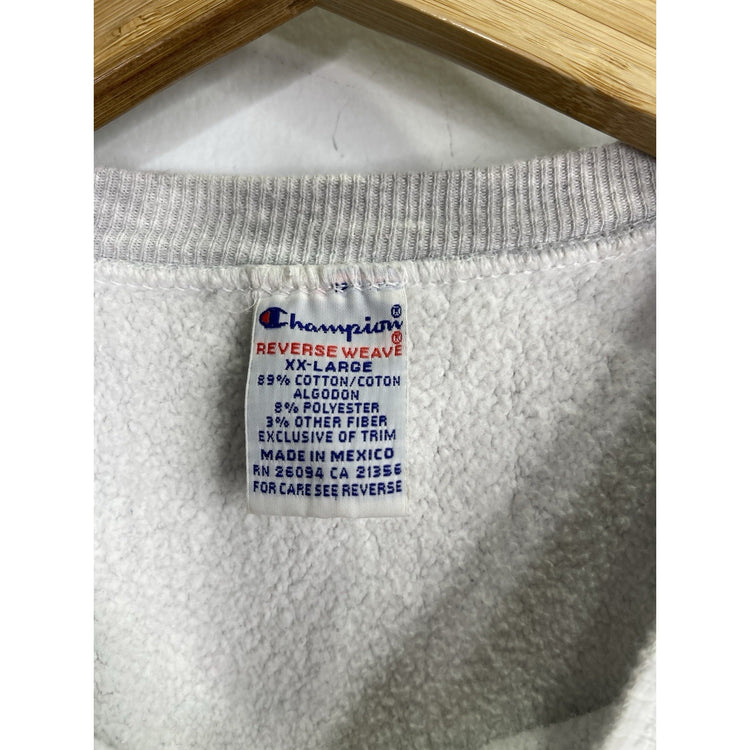 Champion®
REVERSE WEAVE®
XX-LARGE
89% COTTON/COTON
ALGODON
8% POLYESTER
3% OTHER FIBER
EXCLUSIVE OF TRIM
MADE IN MEXICO
RN 26094 CA 21356
FOR CARE SEE REVERSE